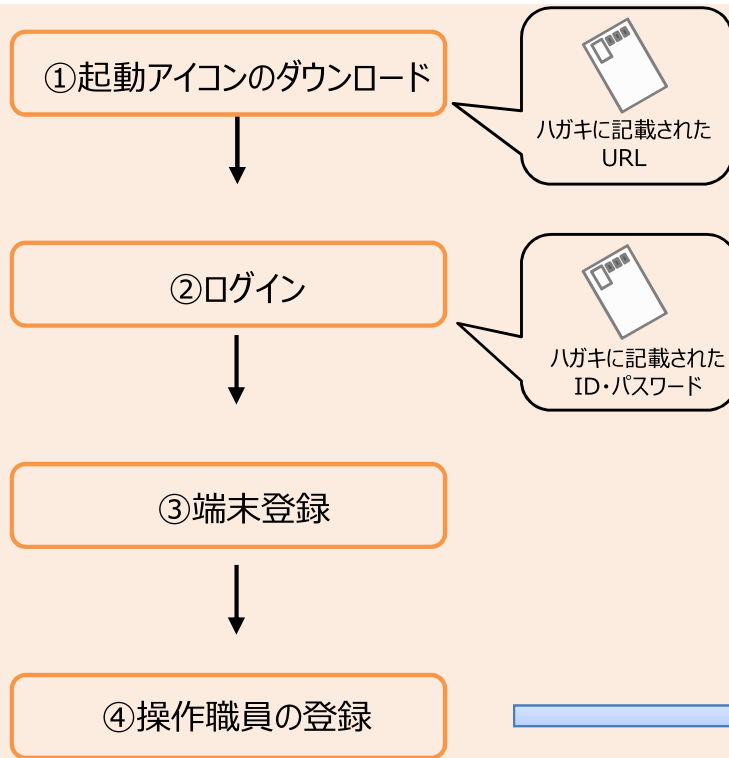 ①起動アイコンのダウンロード
ハガキに記載された
URL
②ログイン
ハガキに記載された
ID・パスワード
③端末登録
④操作職員の登録